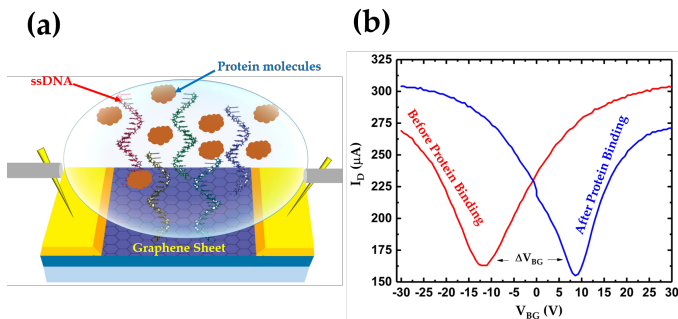 (a)
ssDNA
Protein molecules
Graphene Sheet
(b)
325
300
275
250
225
200
175
150
I_D (μA)
Before Protein Binding
After Protein Binding
ΔV_BG
-30 -25 -20 -15 -10 -5 0 5 10 15 20 25 30
V_BG (V)